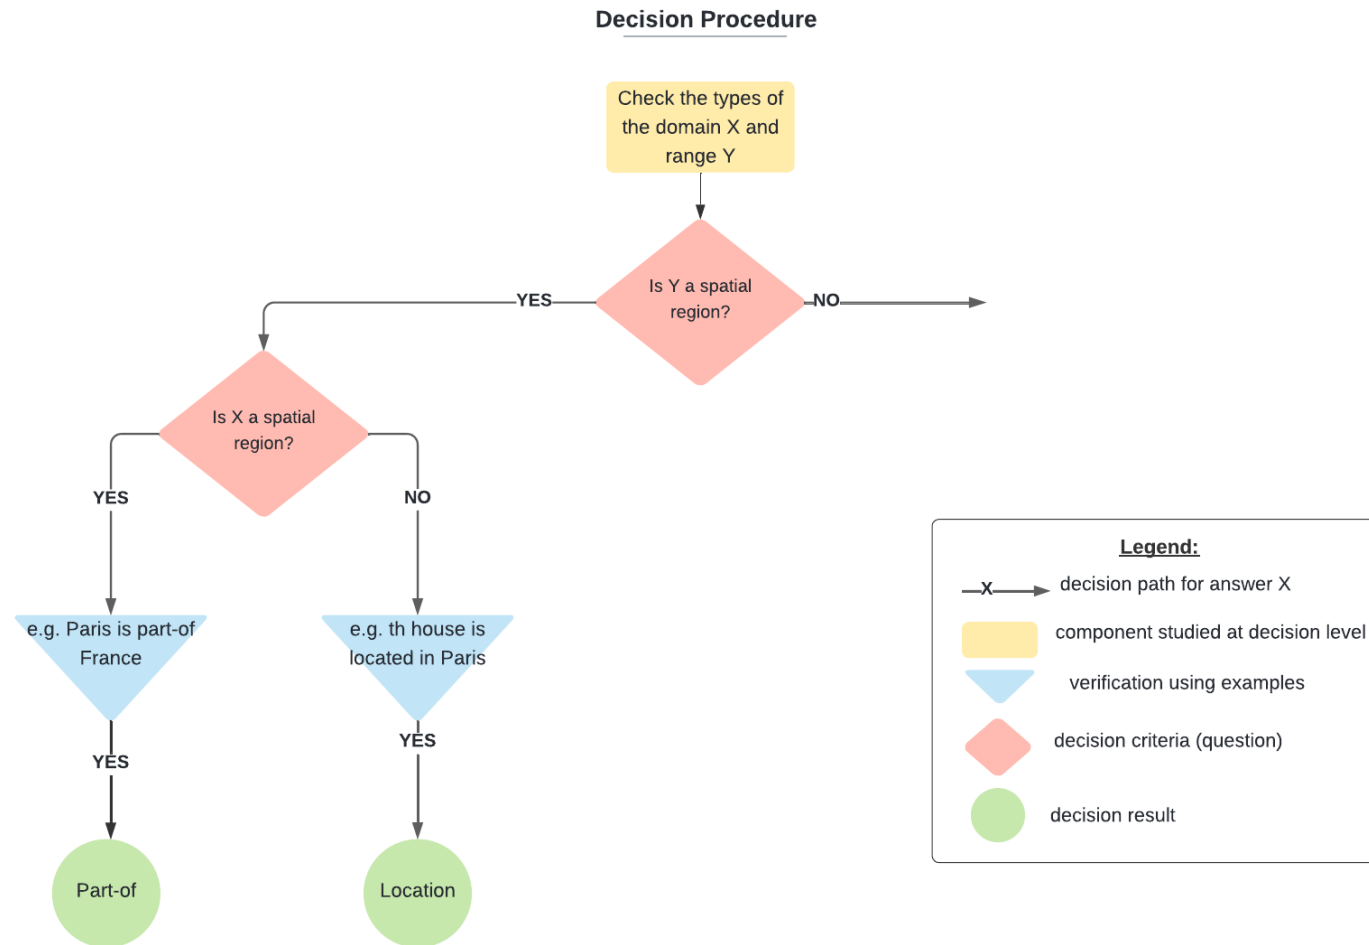 Decision Procedure
Check the types of
the domain X and
range Y
Is Y a spatial
region?
YES
NO
Is X a spatial
region?
YES
NO
e.g. Paris is part-of
France
e.g. th house is
located in Paris
YES
YES
Part-of
Location
Legend:
X
decision path for answer X
component studied at decision level
verification using examples
decision criteria (question)
decision result